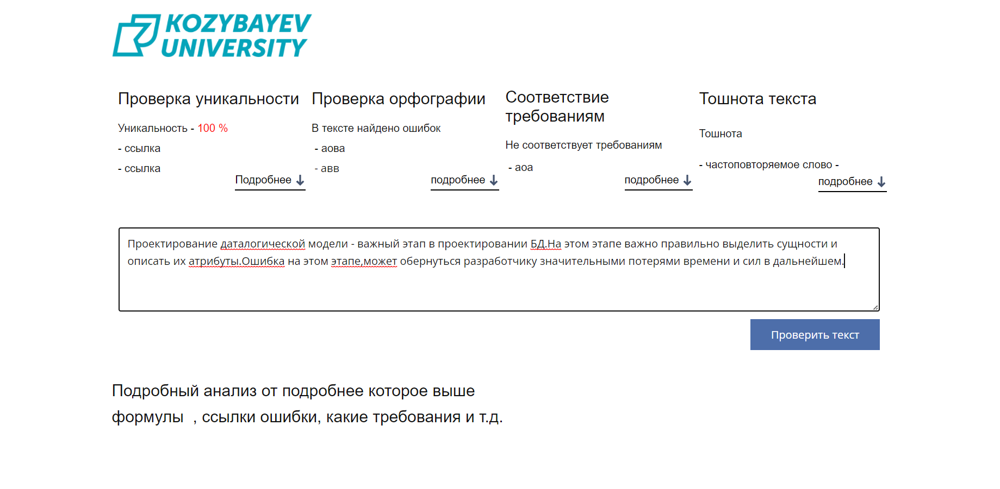 KOZYBAYEV
UNIVERSITY
Проверка уникальности
Уникальность - 100 %
- ссылка
- ссылка
Подробнее
Проверка орфографии
В тексте найдено ошибок
- аова
- авв
подробнее
Соответствие
требованиям
Не соответствует требованиям
- аоа
подробнее
Тошнота текста
Тошнота
- частоповторяемое слово -
подробнее
Проектирование даталогической модели - важный этап в проектировании БД.На этом этапе важно правильно выделить сущности и
описать их атрибуты.Ошибка на этом этапе,может обернуться разработчику значительными потерями времени и сил в дальнейшем.
Проверить текст
Подробный анализ от подробнее которое выше
формулы , ссылки ошибки, какие требования и т.д.